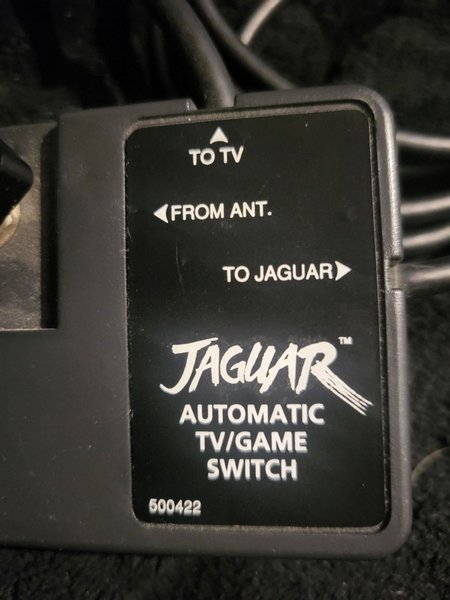 TO TV
FROM ANT.
TO JAGUAR
JAGUAR™
AUTOMATIC
TV/GAME
SWITCH
500422